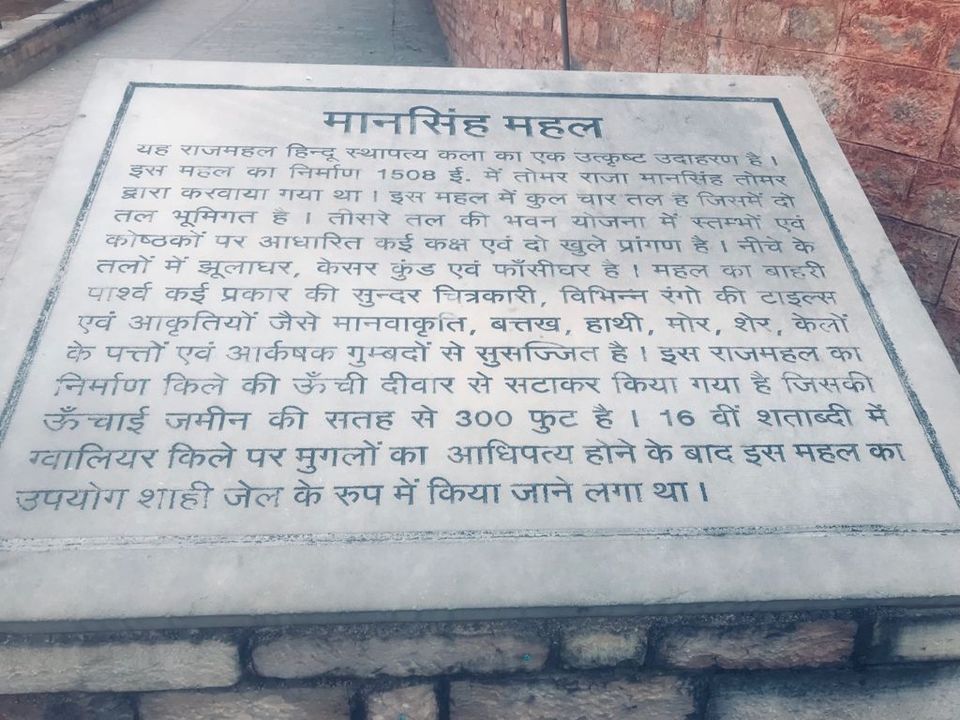 मानसिंह महल
यह राजमहल हिन्दू स्थापत्य कला का एक उत्कृष्ट उदाहरण है।
इस महल का निर्माण 1508 ई. में तोमर राजा मानसिंह तोमर
द्वारा करवाया गया था। इस महल में कुल चार तल ह जिसमें दो
तल भूमिगत है। तीसरे तल की भवन योजना में स्तम्भों एवं
कोष्ठकों पर आधारित कई कक्ष एवं दो खुले प्रांगण है। नीचे के
तलों में झूलाघर, केसर कुंड एवं फाँसीघर है। महल का बाहरी
पार्श्व कई प्रकार की सुन्दर चित्रकारी, विभिन्न रंगो की टाइल्स
एवं आकृतियों जैसे मानवाकृति, बत्तख, हाथी, मोर, शेर, केलों
के पत्तों एवं आर्कषक गुम्बदों से सुसज्जित है। इस राजमहल का
निर्माण किले की ऊँची दीवार से सटाकर किया गया है जिसकी
ऊँचाई जमीन की सतह से 300 फुट है। 16 वीं शताब्दी में
ग्वालियर किले पर मुगलों का आधिपत्य होने के बाद इस महल का
उपयोग शाही जेल के रुप में किया जाने लगा था।